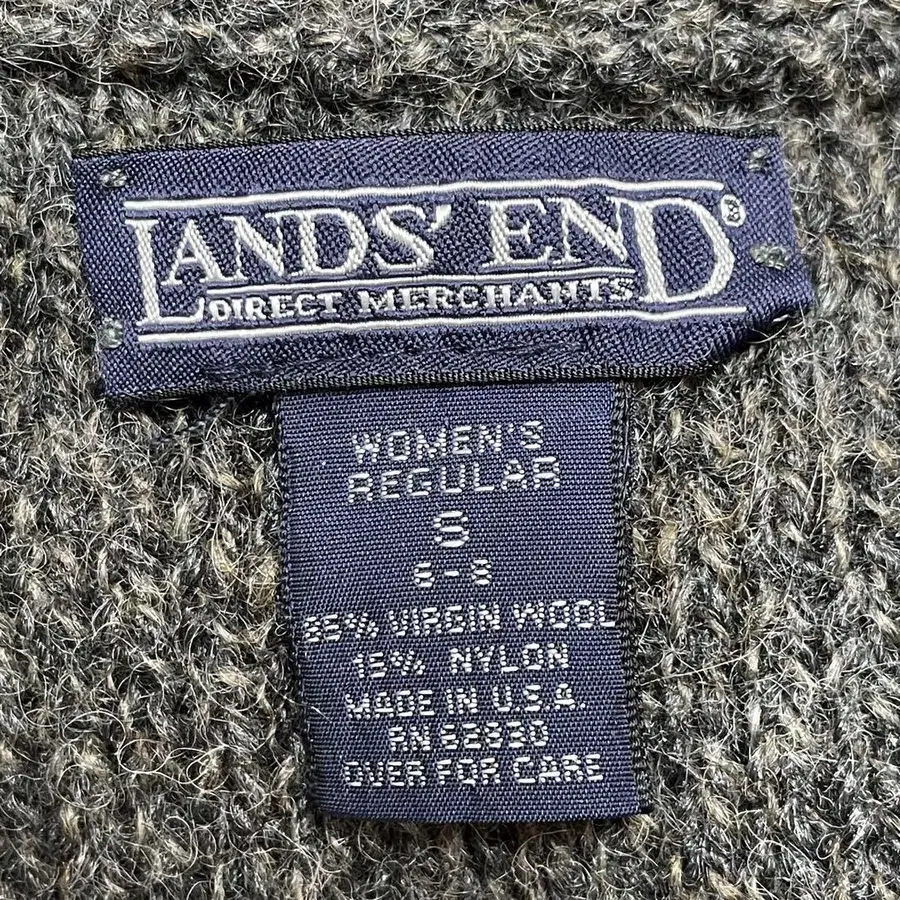 LANDS' END®
DIRECT MERCHANTS
WOMEN'S
REGULAR
S
6-8
85% VIRGIN WOOL
15% NYLON
MADE IN U.S.A.
RN 62830
OVER FOR CARE